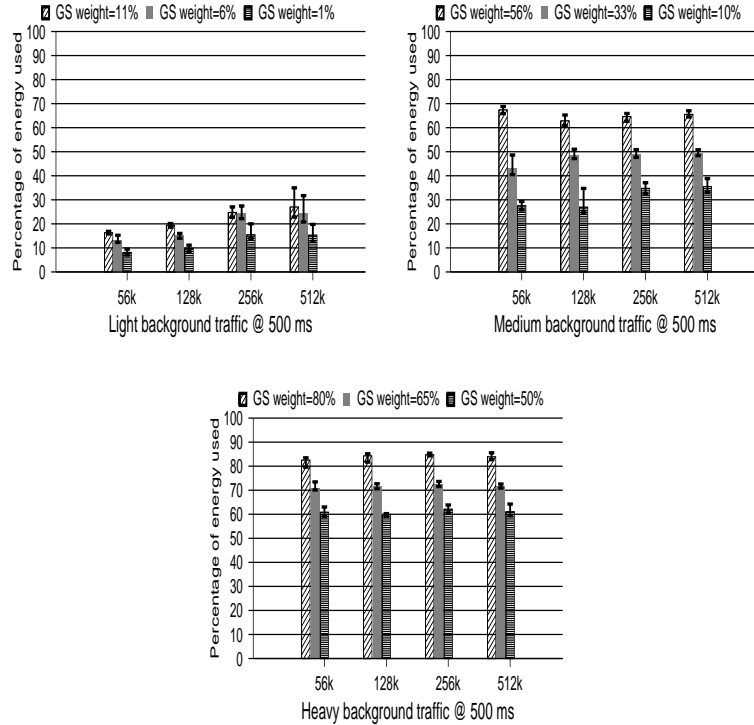 GS weight=11% GS weight=6% GS weight=1%
Percentage of energy used
100
90
80
70
60
50
40
30
20
10
0
56k 128k 256k 512k
Light background traffic @ 500 ms
GS weight=56% GS weight=33% GS weight=10%
Percentage of energy used
100
90
80
70
60
50
40
30
20
10
0
56k 128k 256k 512k
Medium background traffic @ 500 ms
GS weight=80% GS weight=65% GS weight=50%
Percentage of energy used
100
90
80
70
60
50
40
30
20
10
0
56k 128k 256k 512k
Heavy background traffic @ 500 ms